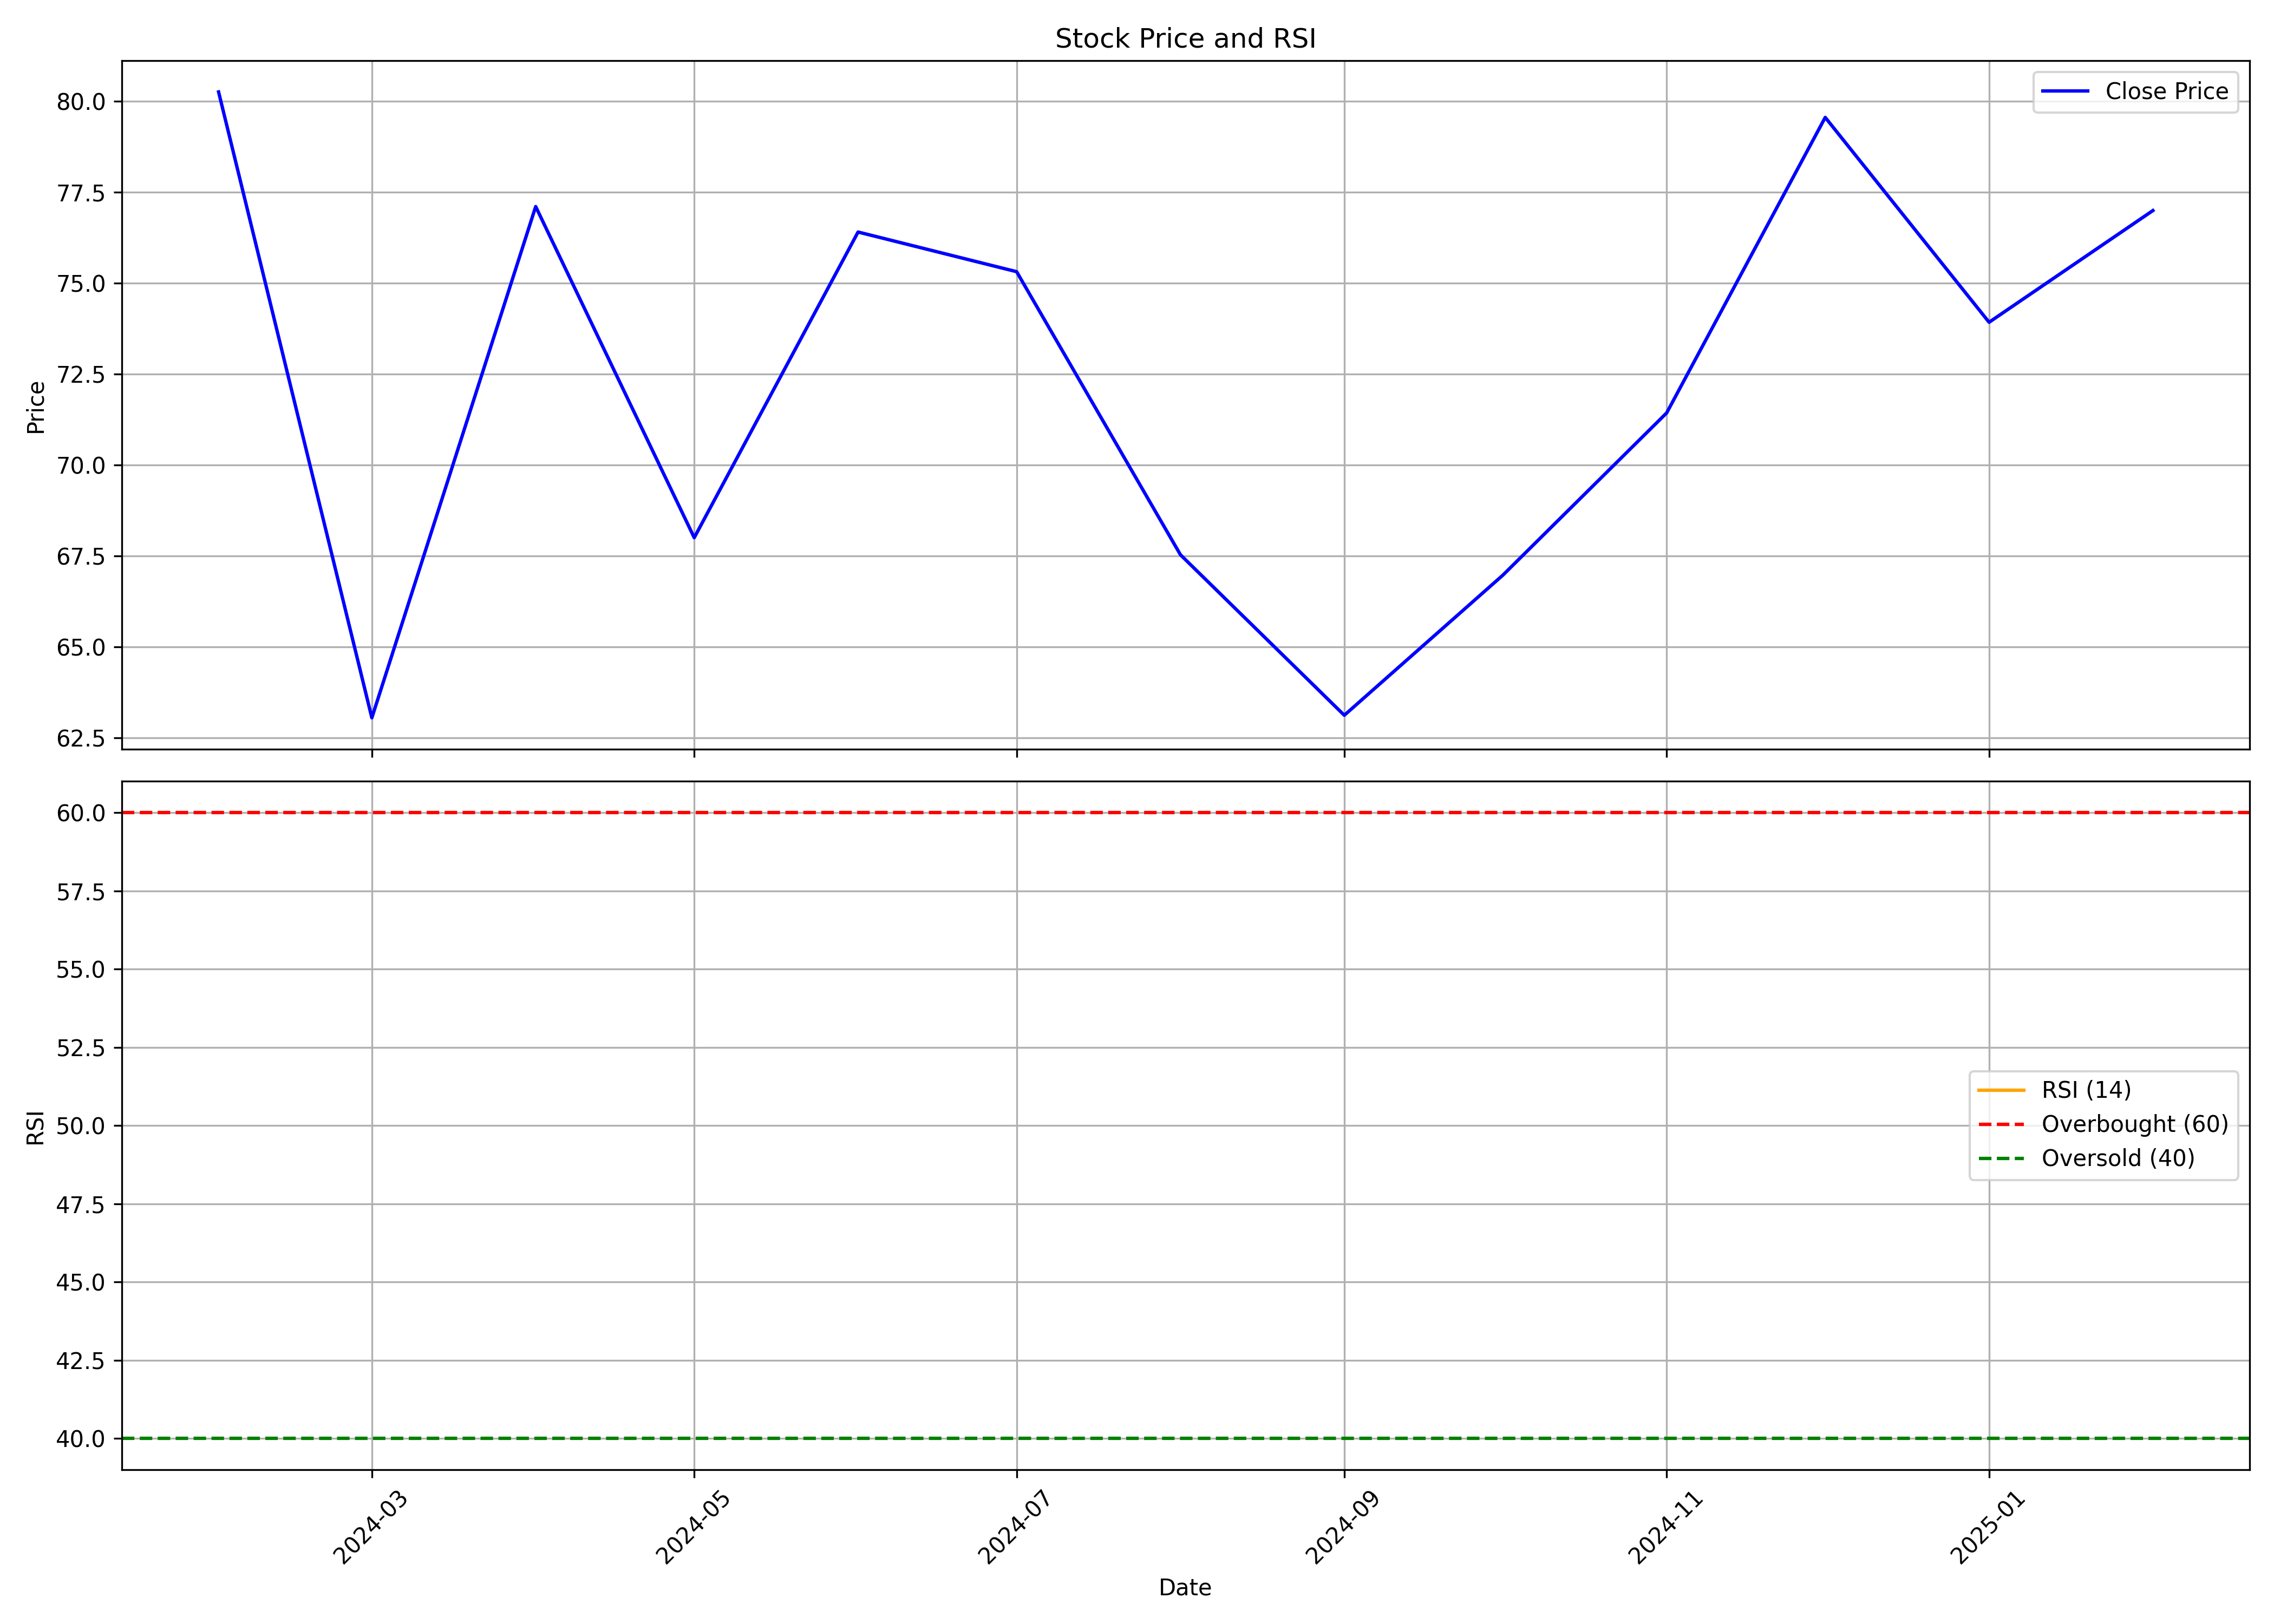 Stock Price and RSI
Close Price
80.0
77.5
75.0
72.5
70.0
67.5
65.0
62.5
Price
60.0
57.5
55.0
52.5
50.0
47.5
45.0
42.5
40.0
RSI
RSI (14)
Overbought (60)
Oversold (40)
2024-03
2024-05
2024-07
2024-09
2024-11
2025-01
Date